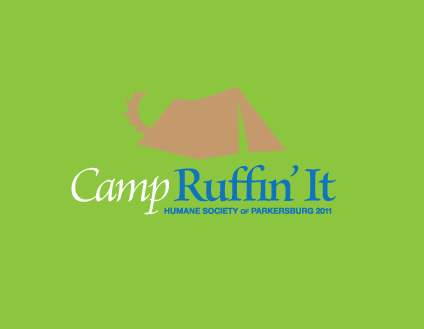 Camp Ruffin' It
HUMANE SOCIETY OF PARKERSBURG 2011